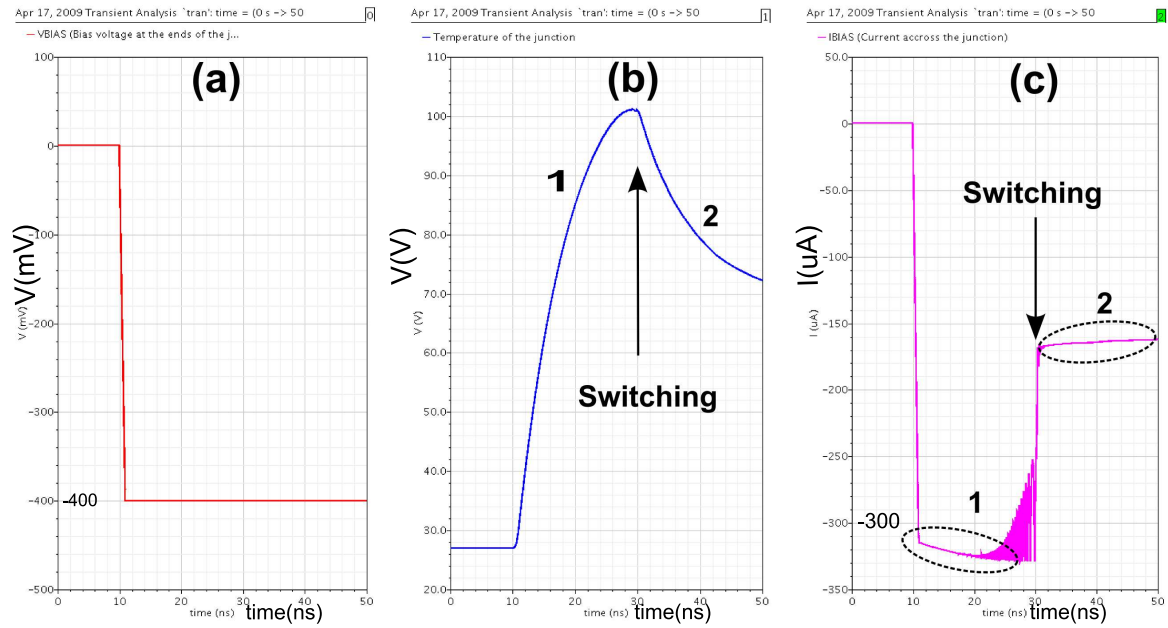 Apr 17, 2009 Transient Analysis `tran': time = (0 s -> 50
0
VBIAS (Bias voltage at the ends of the j...
(a)
100
0
-100
-200
-300
-400
-500
V(mV)
V (mV)
-400
0
10
20
30
40
50
time (ns)
time(ns)
Apr 17, 2009 Transient Analysis `tran': time = (0 s -> 50
1
Temperature of the junction
(b)
110
100
90.0
80.0
70.0
60.0
50.0
40.0
30.0
20.0
V(V)
V (V)
1
2
Switching
0
10
20
30
40
50
time (ns)
time(ns)
Apr 17, 2009 Transient Analysis `tran': time = (0 s -> 50
2
IBIAS (Current accross the junction)
(c)
50.0
0
-50.0
-100
-150
-200
-250
-300
-350
I(uA)
I (uA)
Switching
2
1
-300
0
10
20
30
40
50
time (ns)
time(ns)